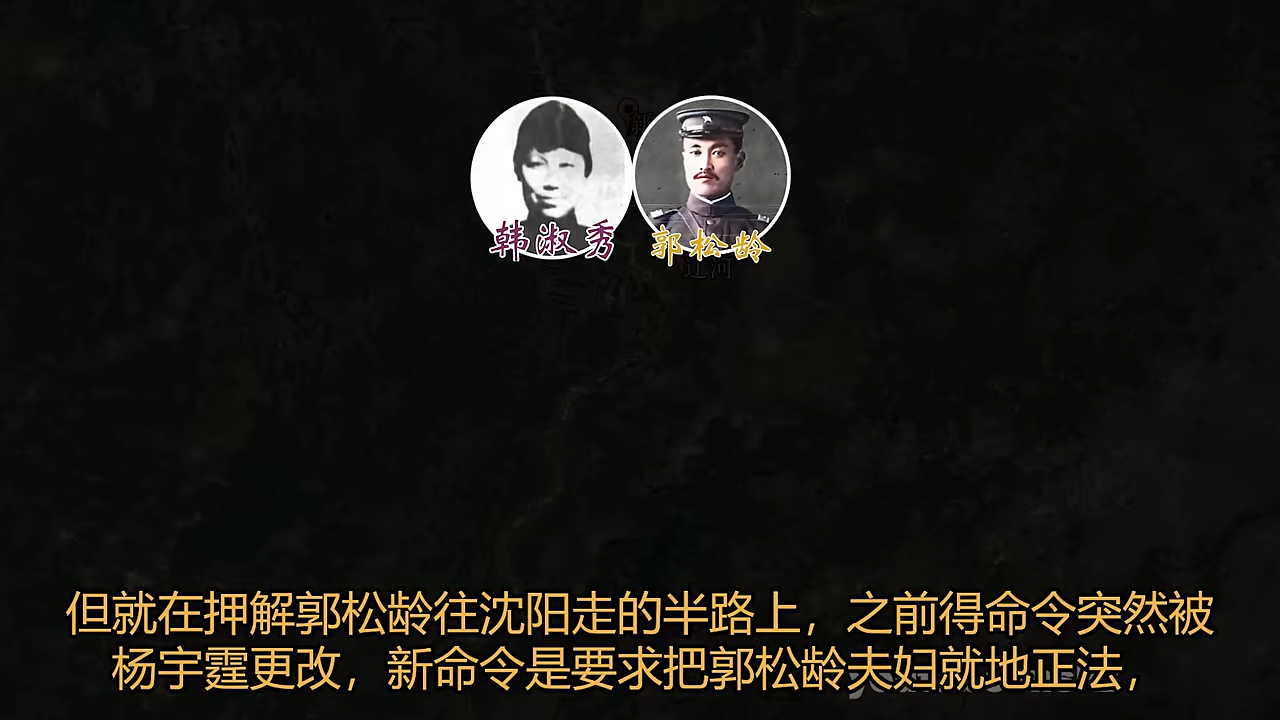 韩淑秀
郭松龄
辽河
但就在押解郭松龄往沈阳走的半路上，之前得命令突然被
杨宇霆更改，新命令是要求把郭松龄夫妇就地正法，